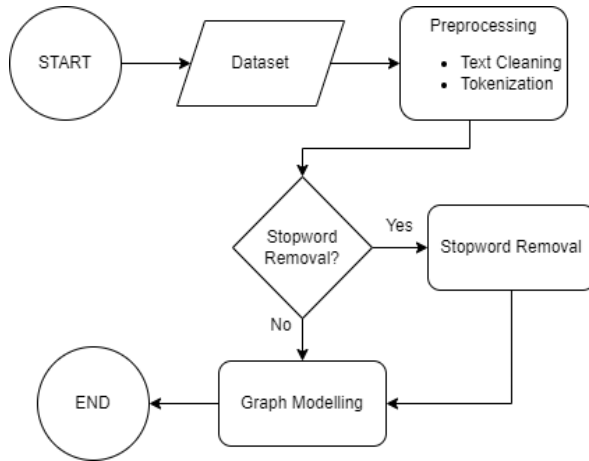 START
Dataset
Preprocessing
• Text Cleaning
• Tokenization
Stopword
Removal?
Yes
Stopword Removal
No
END
Graph Modelling